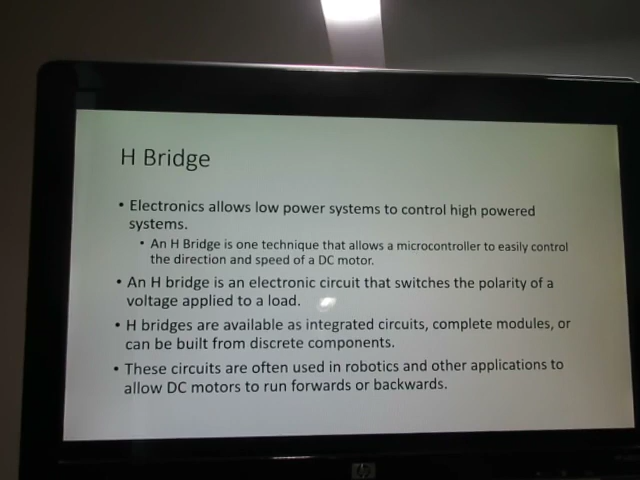 H Bridge
• Electronics allows low power systems to control high powered
systems.
• An H Bridge is one technique that allows a microcontroller to easily control
the direction and speed of a DC motor.
• An H bridge is an electronic circuit that switches the polarity of a
voltage applied to a load.
• H bridges are available as integrated circuits, complete modules, or
can be built from discrete components.
• These circuits are often used in robotics and other applications to
allow DC motors to run forwards or backwards.
hp